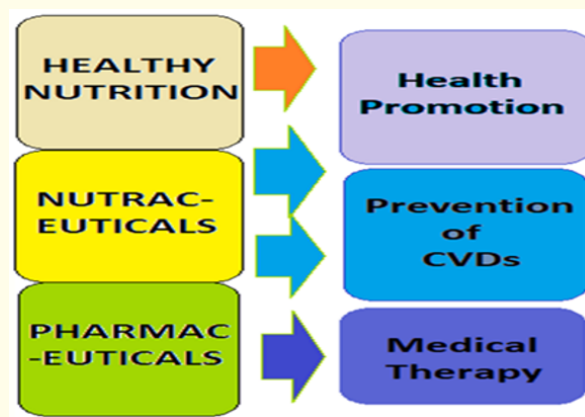 HEALTHY
NUTRITION
NUTRAC-
EUTICALS
PHARMAC
-EUTICALS
Health
Promotion
Prevention
of
CVDs
Medical
Therapy